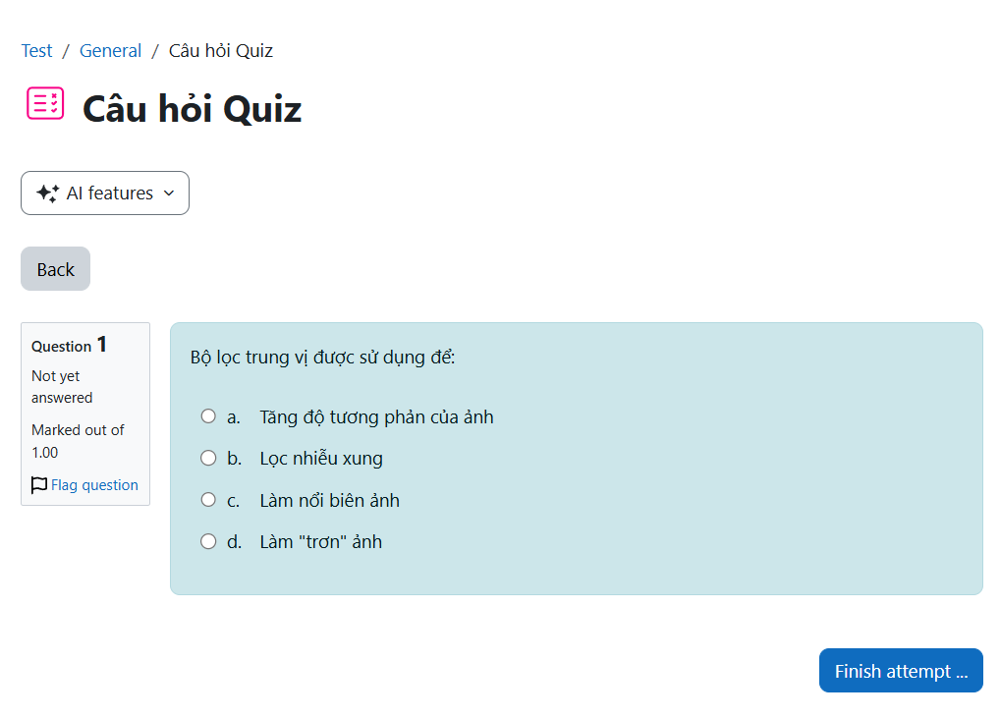 Test / General / Câu hỏi Quiz
Câu hỏi Quiz
AI features
Back
Question 1
Not yet
answered
Marked out of
1.00
Flag question
Bộ lọc trung vị được sử dụng để:
a. Tăng độ tương phản của ảnh
b. Lọc nhiễu xung
c. Làm nổi biên ảnh
d. Làm "trơn" ảnh
Finish attempt ...